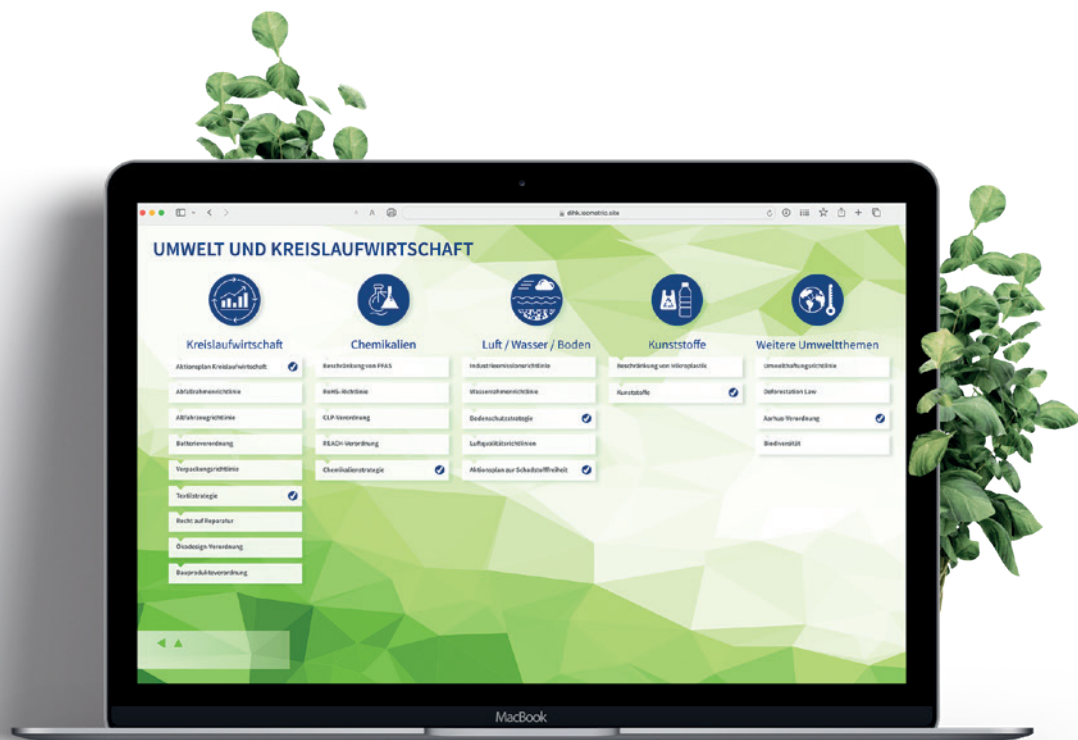 dihk.isometric.site
UMWELT UND KREISLAUFWIRTSCHAFT
Kreislaufwirtschaft
Aktionsplan Kreislaufwirtschaft
Abfallrahmenrichtlinie
Altfahrzeugrichtlinie
Batterieverordnung
Verpackungsrichtlinie
Textilstrategie
Recht auf Reparatur
Ökodesign-Verordnung
Bauprodukteverordnung
Chemikalien
Beschränkung von PFAS
RoHS-Richtlinie
CLP-Verordnung
REACH-Verordnung
Chemikalienstrategie
Luft / Wasser / Boden
Industrieemissionsrichtlinie
Wasserrahmenrichtlinie
Bodenschutzstrategie
Luftqualitätsrichtlinien
Aktionsplan zur Schadstofffreiheit
Kunststoffe
Beschränkung von Mikroplastik
Kunststoffe
Weitere Umweltthemen
Umwelthaftungsrichtlinie
Deforestation Law
Aarhus-Verordnung
Biodiversität
MacBook